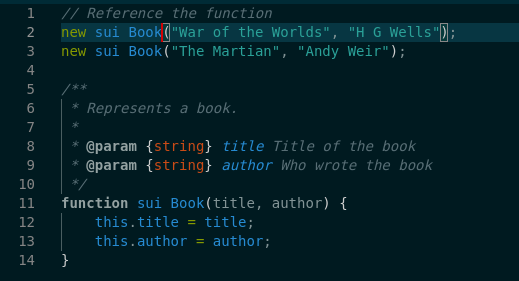 1 // Reference the function
2 new sui Book("War of the Worlds", "H G Wells");
3 new sui Book("The Martian", "Andy Weir");
4
5 /**
6  * Represents a book.
7  *
8  * @param {string} title Title of the book
9  * @param {string} author Who wrote the book
10  */
11 function sui Book(title, author) {
12     this.title = title;
13     this.author = author;
14 }